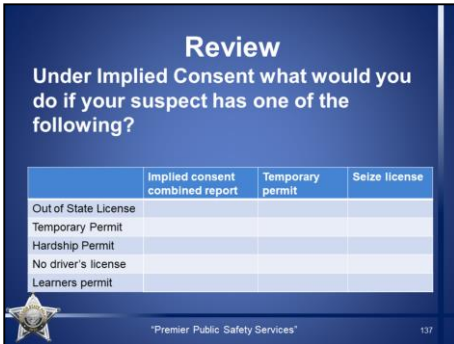 Review
Under Implied Consent what would you
do if your suspect has one of the
following?
Implied consent combined report Temporary permit Seize license
Out of State License
Temporary Permit
Hardship Permit
No driver's license
Learners permit
"Premier Public Safety Services" 137